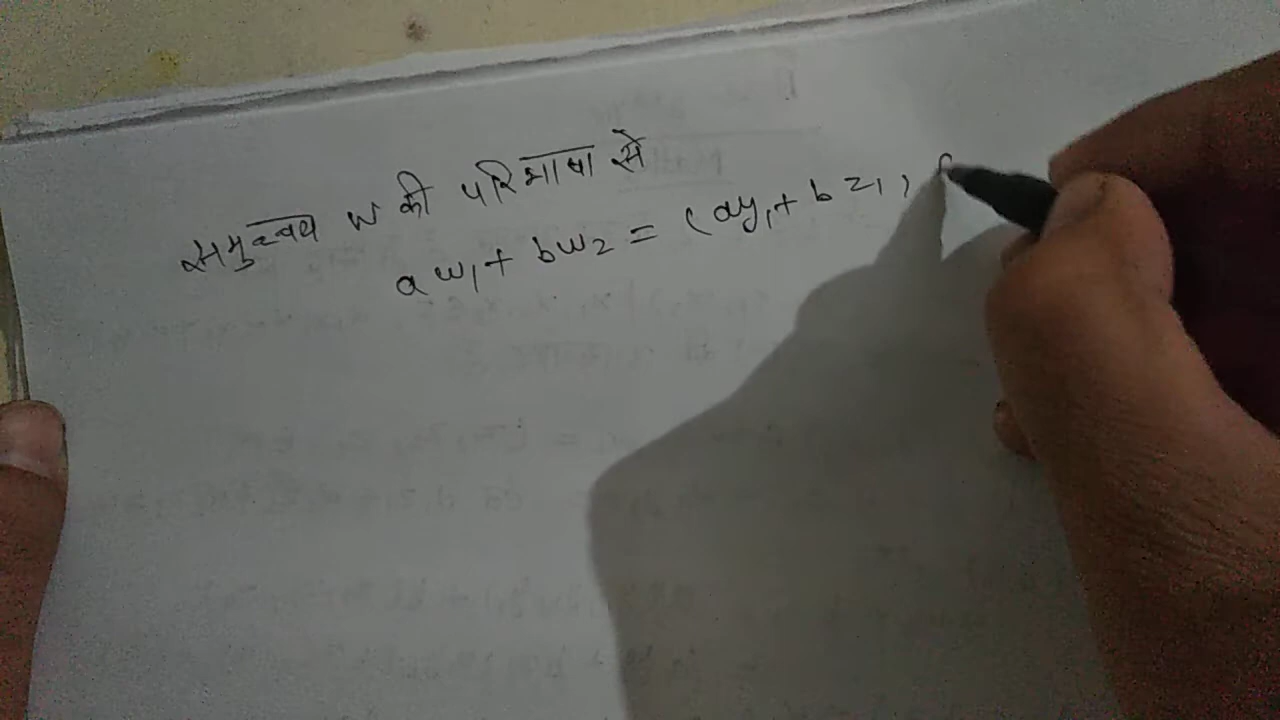 समुच्चय W की परिभाषा से
aw₁ + bw₂ = (ay₁ + bz₁,